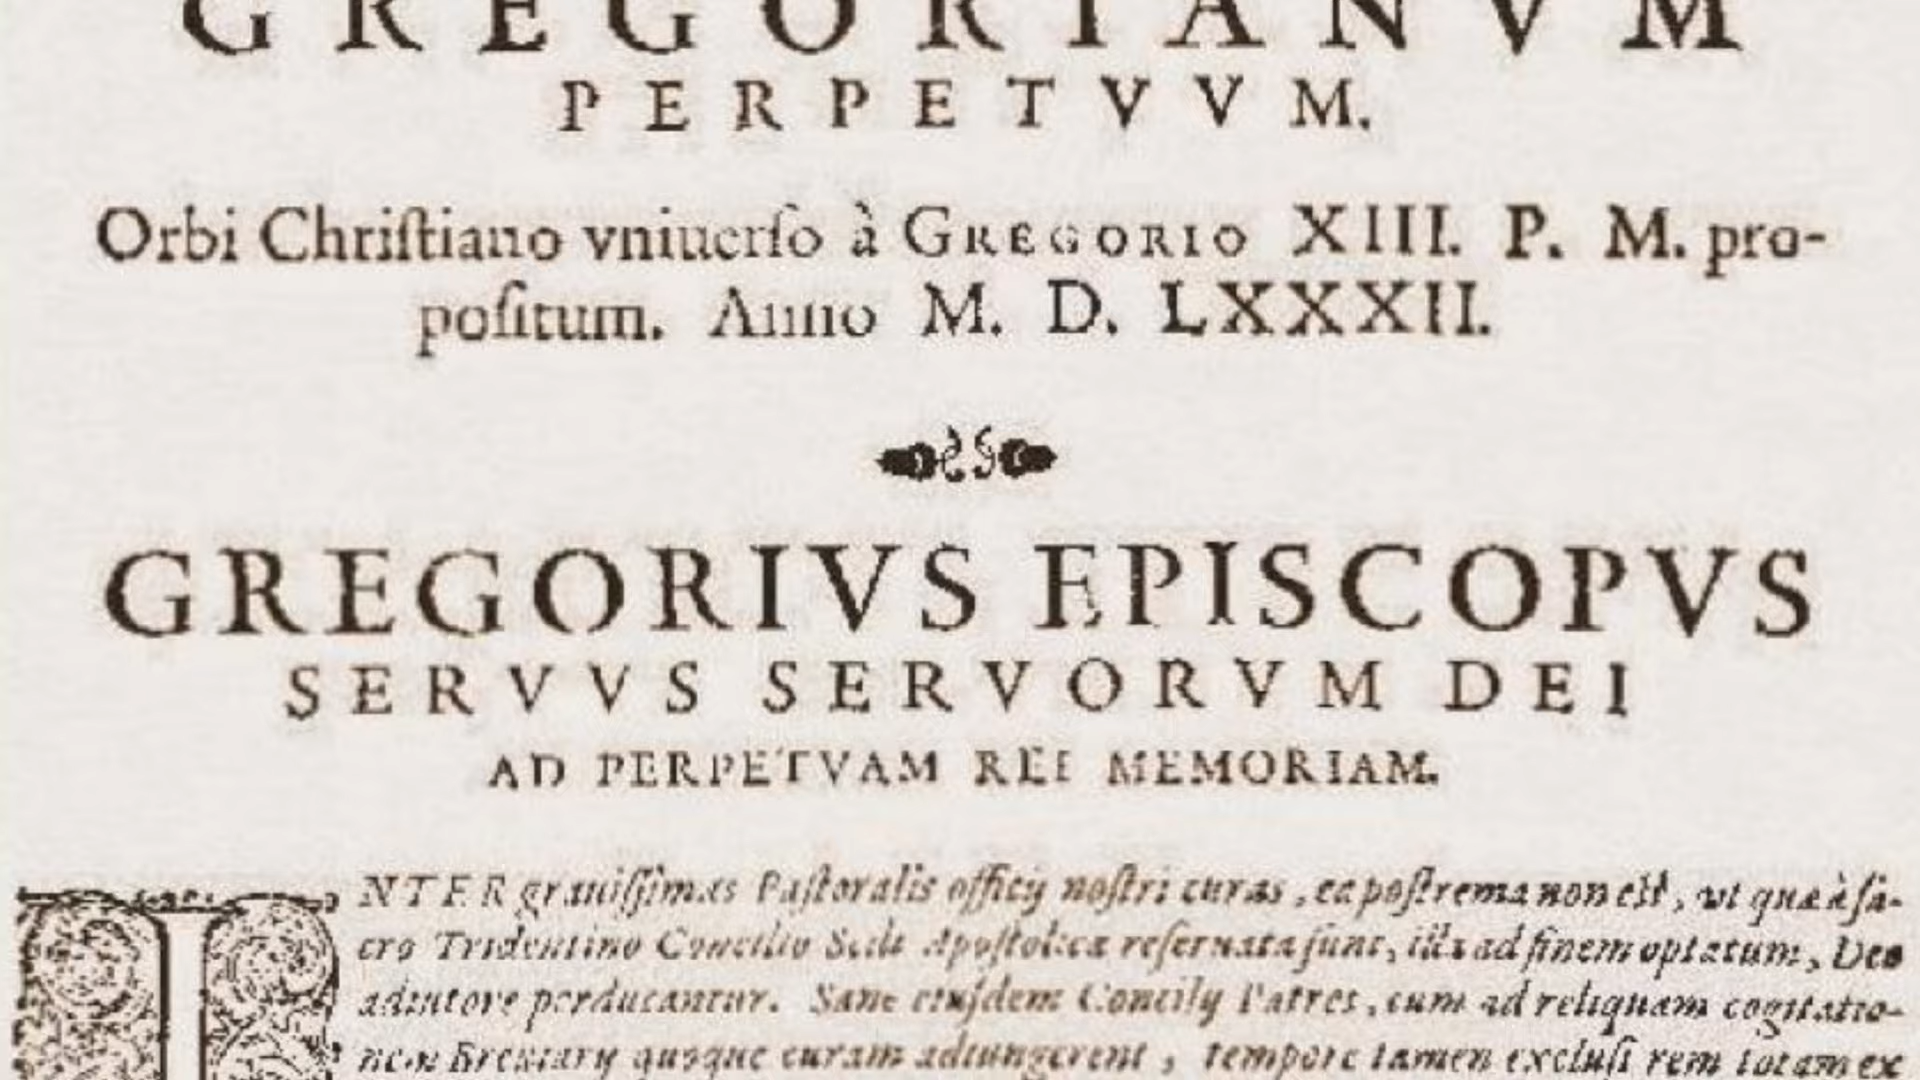 GREGORIANVM
PERPETVVM.
Orbi Chriſtiano vniuerſo à GREGORIO XIII. P. M. pro-
poſitum. Anno M. D. LXXXII.
GREGORIVS EPISCOPVS
SERVVS SERVORVM DEI
AD PERPETVAM REI MEMORIAM.
INTER grauiſſimas Paſtoralis officij noſtri curas, ea poſtrema non eſt, vt quæ à ſa-
cro Tridentino Concilio Sedi Apoſtolicæ reſeruata ſunt, illa ad finem optatum, Deo
adiutore perducantur. Sane eiuſdem Concilij Patres, cum ad reliquam cogitatio-
nem Breuiarij quoque curam adiungerent, tempore tamen excluſi rem totam ex